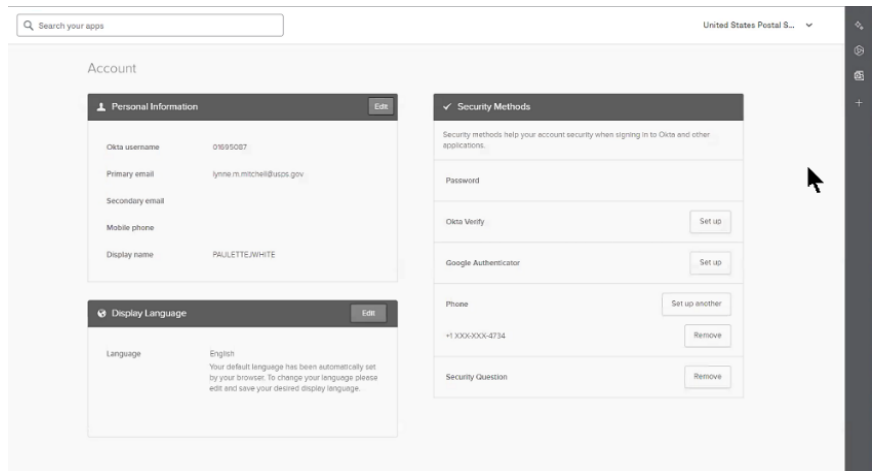 Search your apps
United States Postal S...
Account
Personal Information
Edit
Okta username 01695087
Primary email lynne.m.mitchell@usps.gov
Secondary email
Mobile phone
Display name PAULETTEJWHITE
Display Language
Edit
Language English
Your default language has been automatically set
by your browser. To change your language please
edit and save your desired display language.
Security Methods
Security methods help your account security when signing in to Okta and other
applications.
Password
Okta Verify Set up
Google Authenticator Set up
Phone Set up another
+1 XXX-XXX-4734 Remove
Security Question Remove